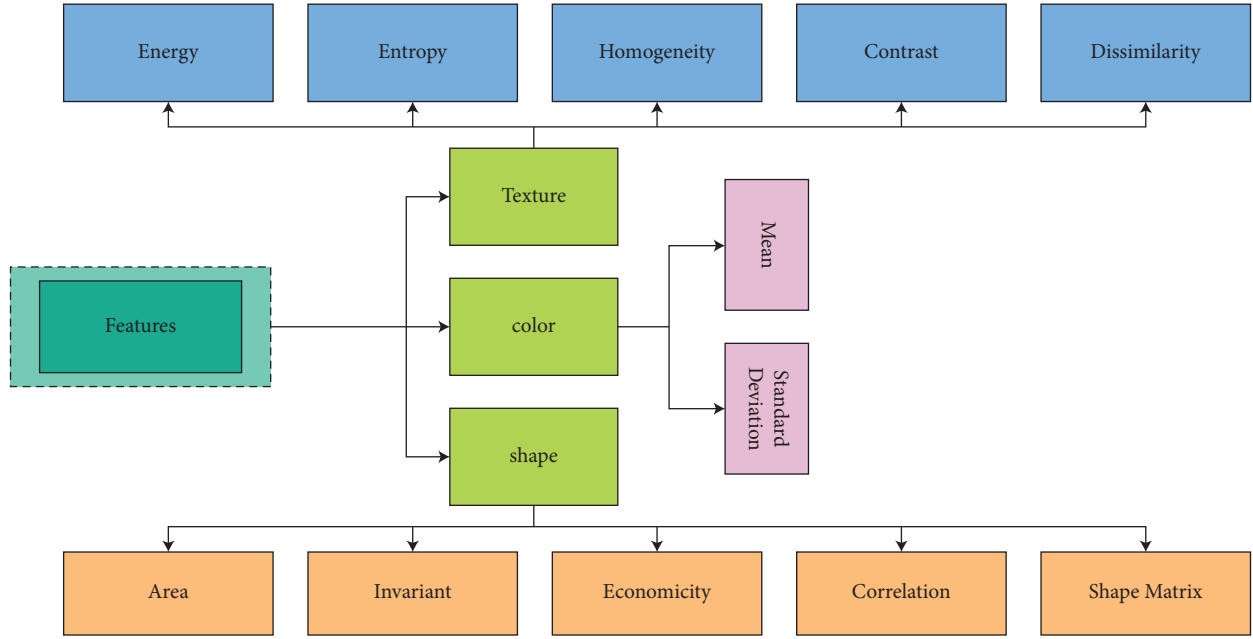 Energy
Entropy
Homogeneity
Contrast
Dissimilarity
Texture
Mean
Features
color
Standard
Deviation
shape
Area
Invariant
Economicity
Correlation
Shape Matrix